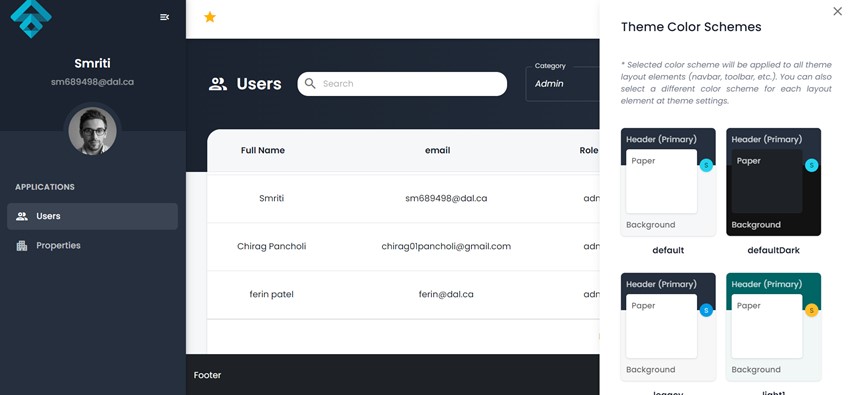 Smriti
sm689498@dal.ca
APPLICATIONS
Users
Properties
Users
Search
Category
Admin
Full Name email Role
Smriti sm689498@dal.ca adm
Chirag Pancholi chirag01pancholi@gmail.com adm
ferin patel ferin@dal.ca adm
Footer
Theme Color Schemes
* Selected color scheme will be applied to all theme
layout elements (navbar, toolbar, etc.). You can also
select a different color scheme for each layout
element at theme settings.
Header (Primary)
Paper
S
Background
default
Header (Primary)
Paper
S
Background
defaultDark
Header (Primary)
Paper
S
Background
legacy
Header (Primary)
Paper
S
Background
light1